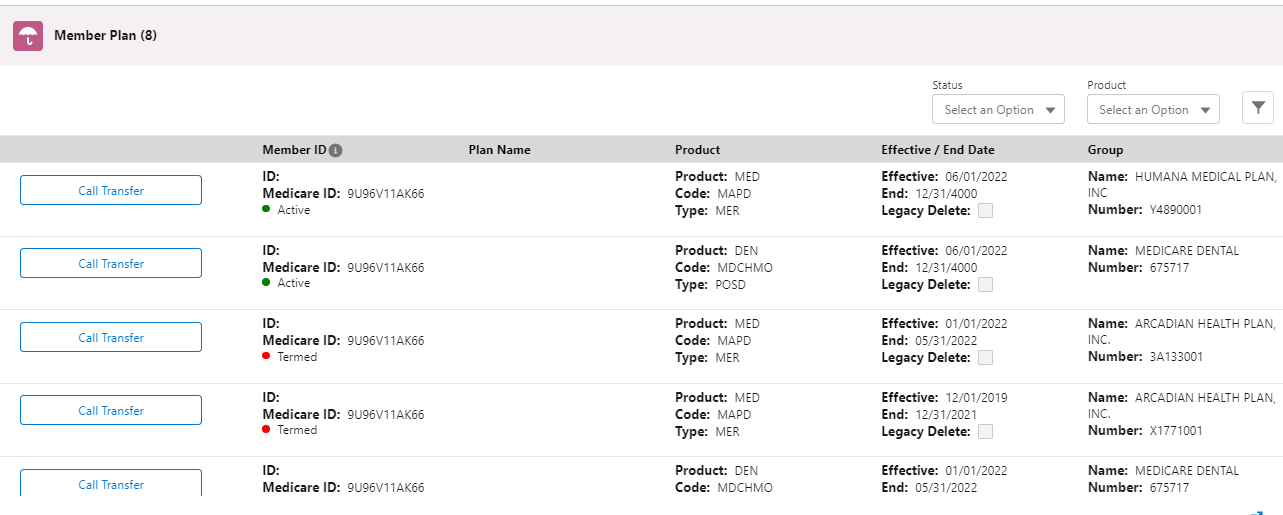 Member Plan (8)
Status
Product
Select an Option
Select an Option
Member ID Plan Name Product Effective / End Date Group
Call Transfer
ID:
Medicare ID: 9U96V11AK66
Active
Product: MED
Code: MAPD
Type: MER
Effective: 06/01/2022
End: 12/31/4000
Legacy Delete:
Name: HUMANA MEDICAL PLAN,
INC
Number: Y4890001
Call Transfer
ID:
Medicare ID: 9U96V11AK66
Active
Product: DEN
Code: MDCHMO
Type: POSD
Effective: 06/01/2022
End: 12/31/4000
Legacy Delete:
Name: MEDICARE DENTAL
Number: 675717
Call Transfer
ID:
Medicare ID: 9U96V11AK66
Termed
Product: MED
Code: MAPD
Type: MER
Effective: 01/01/2022
End: 05/31/2022
Legacy Delete:
Name: ARCADIAN HEALTH PLAN,
INC.
Number: 3A133001
Call Transfer
ID:
Medicare ID: 9U96V11AK66
Termed
Product: MED
Code: MAPD
Type: MER
Effective: 12/01/2019
End: 12/31/2021
Legacy Delete:
Name: ARCADIAN HEALTH PLAN,
INC.
Number: X1771001
Call Transfer
ID:
Medicare ID: 9U96V11AK66
Product: DEN
Code: MDCHMO
Effective: 01/01/2022
End: 05/31/2022
Name: MEDICARE DENTAL
Number: 675717